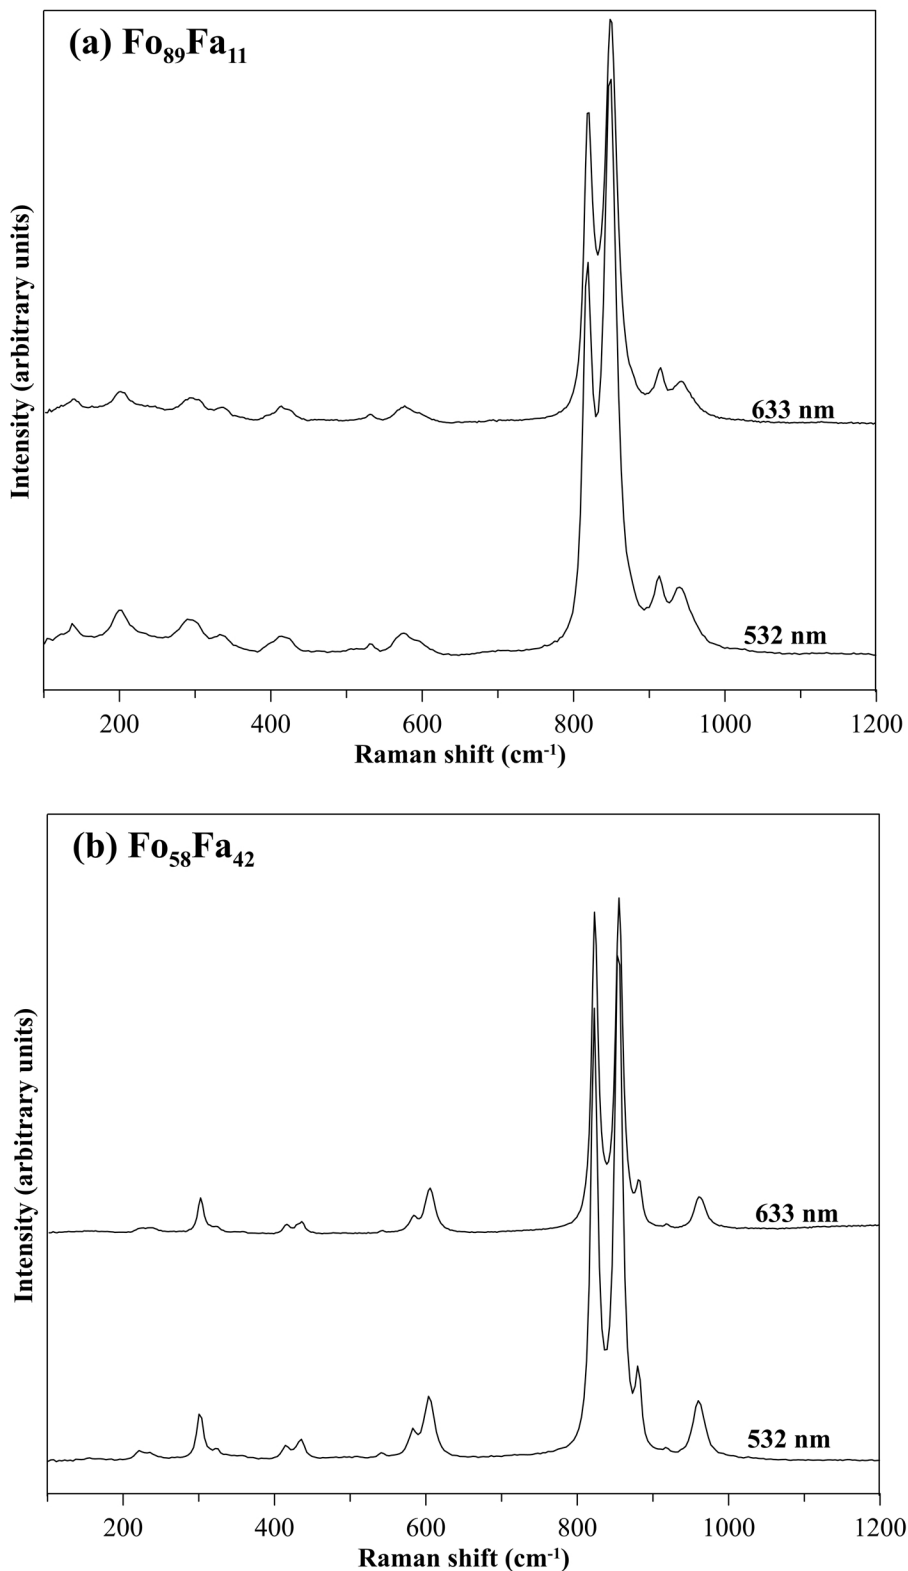 (a) Fo₈₉Fa₁₁
Intensity (arbitrary units)
633 nm
532 nm
200 400 600 800 1000 1200
Raman shift (cm⁻¹)
(b) Fo₅₈Fa₄₂
Intensity (arbitrary units)
633 nm
532 nm
200 400 600 800 1000 1200
Raman shift (cm⁻¹)